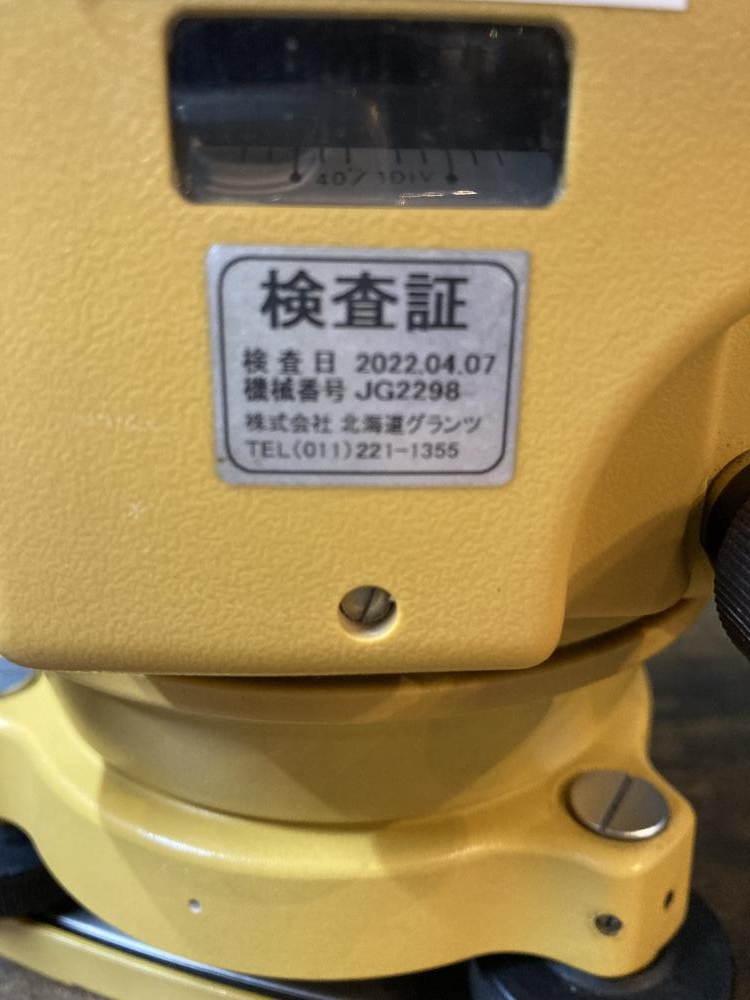 40″ 1DIV
検査証
検査日 2022.04.07
機械番号 JG2298
株式会社 北海道グランツ
TEL(011)221-1355